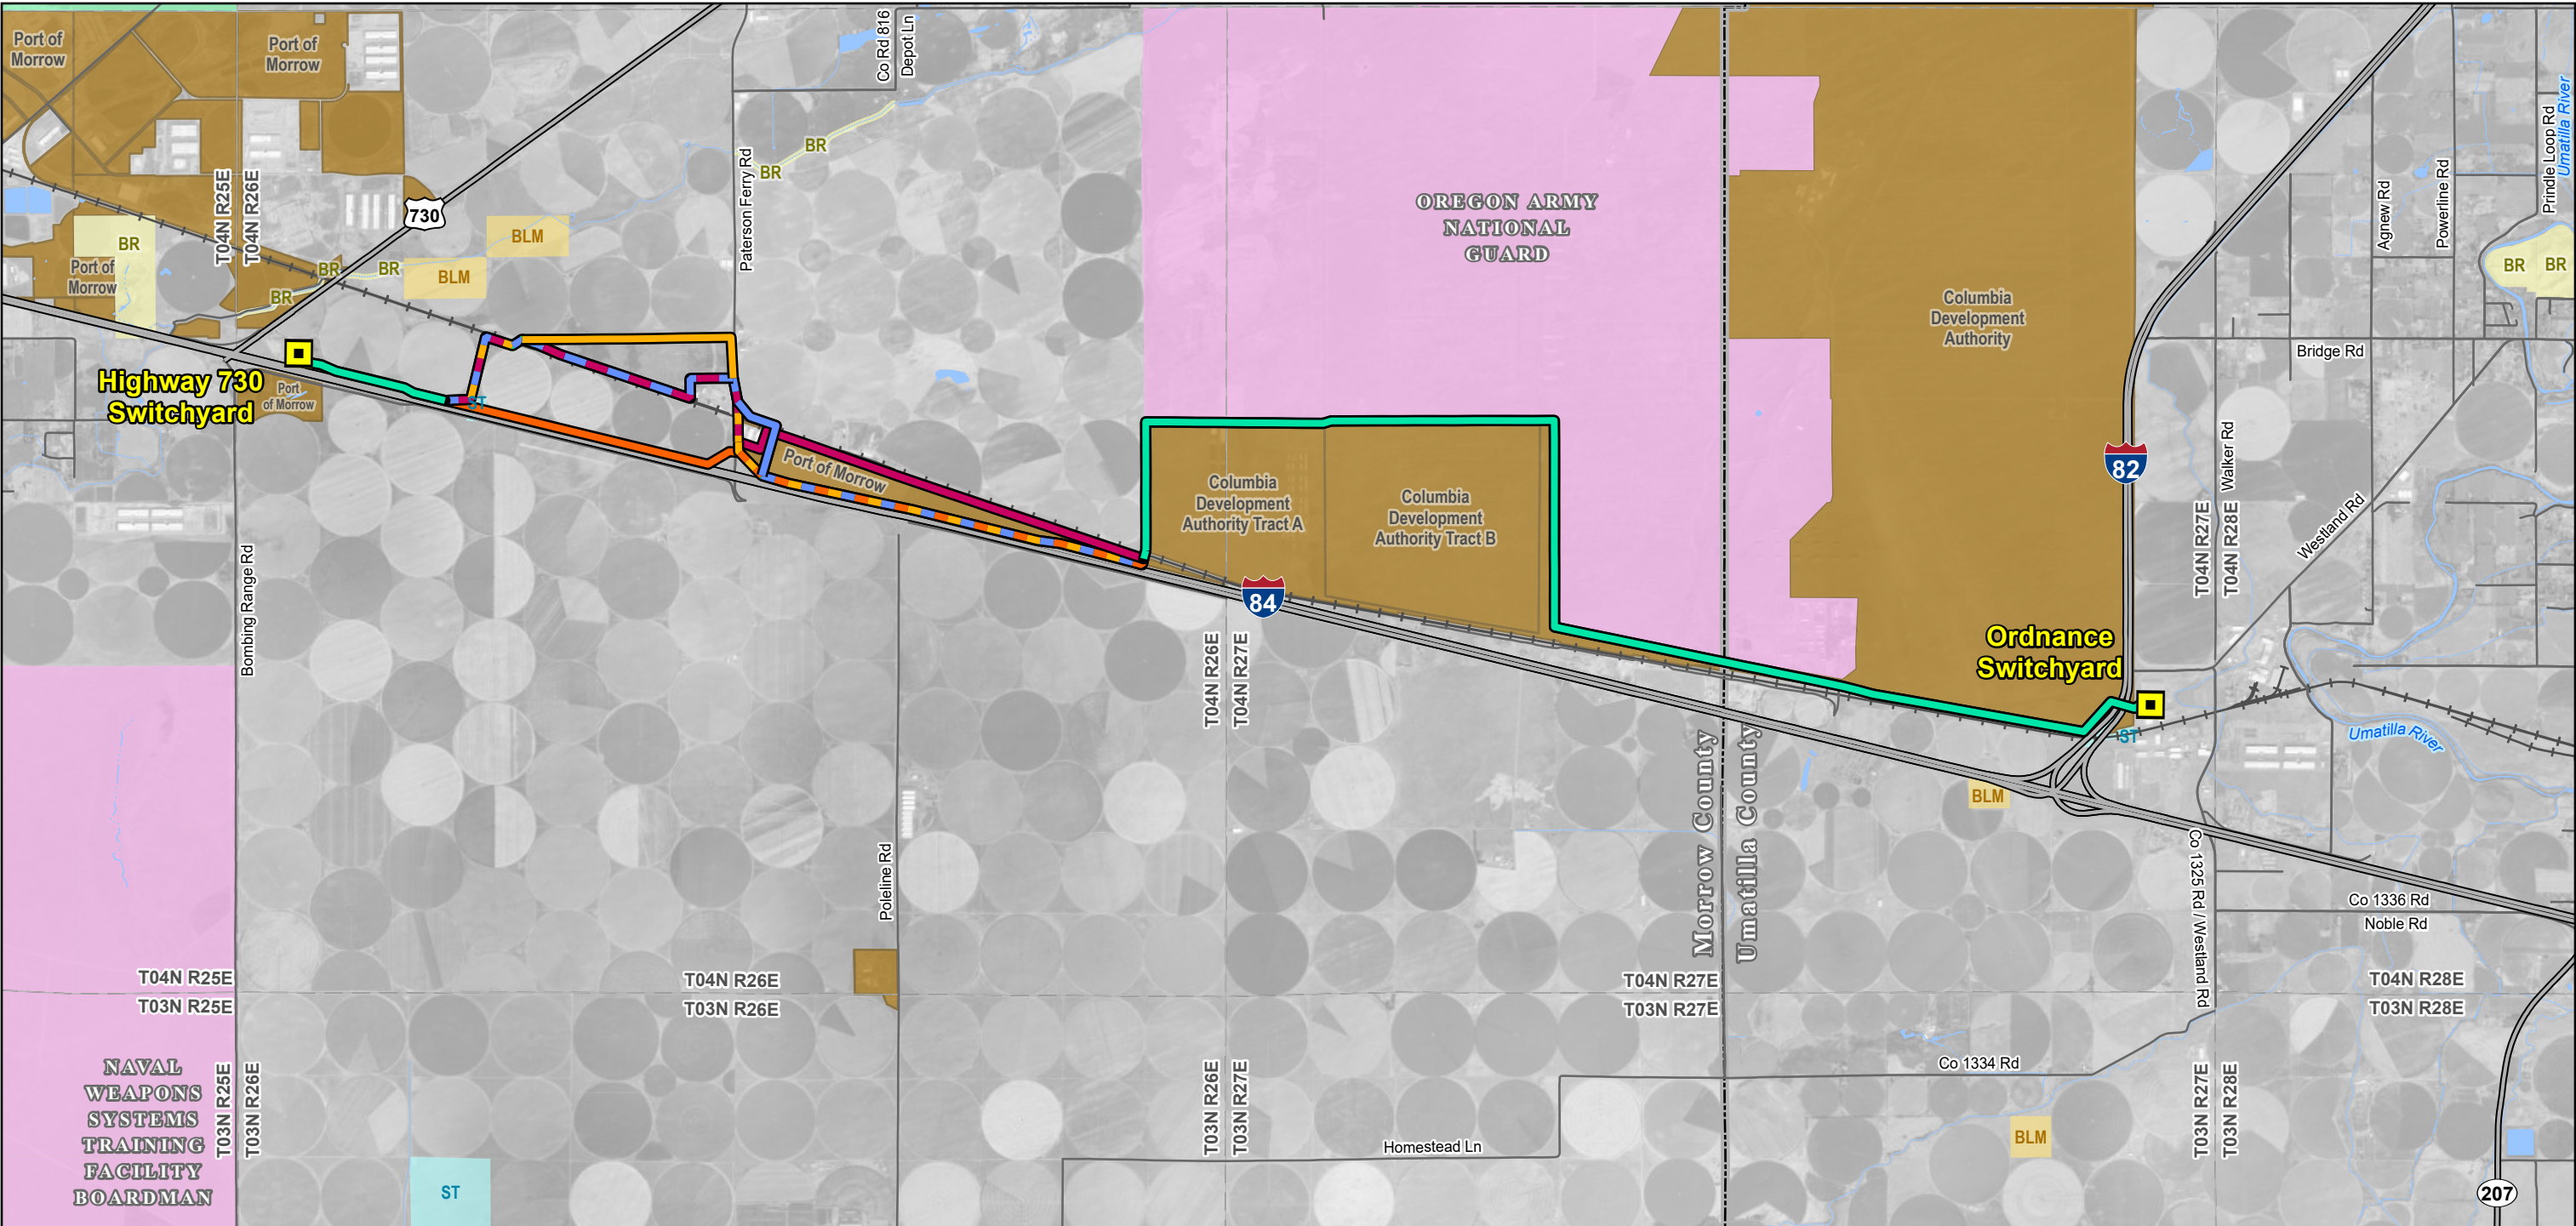 Port of
Morrow
Port of
Morrow
Co Rd 816
Depot Ln
Umatilla River
Prindle Loop Rd
Powerline Rd
Agnew Rd
Paterson Ferry Rd
BR
BR
T04N R25E
T04N R26E
730
OREGON ARMY
NATIONAL
GUARD
BR
BLM
BLM
BR
BR
BR
Port of
Morrow
BR
BR
Columbia
Development
Authority
Bridge Rd
Highway 730
Switchyard
Port
of Morrow
ST
Port of Morrow
Columbia
Development
Authority Tract A
Columbia
Development
Authority Tract B
82
Walker Rd
T04N R27E
T04N R28E
Westland Rd
Bombing Range Rd
84
T04N R26E
T04N R27E
Ordnance
Switchyard
ST
Umatilla River
Morrow County
Umatilla County
BLM
Poleline Rd
Co 1325 Rd / Westland Rd
Co 1336 Rd
Noble Rd
T04N R25E
T03N R25E
T04N R26E
T03N R26E
T04N R27E
T03N R27E
T04N R28E
T03N R28E
Co 1334 Rd
NAVAL
WEAPONS
SYSTEMS
TRAINING
FACILITY
BOARDMAN
T03N R25E
T03N R26E
T03N R26E
T03N R27E
T03N R27E
T03N R28E
Homestead Ln
BLM
ST
207